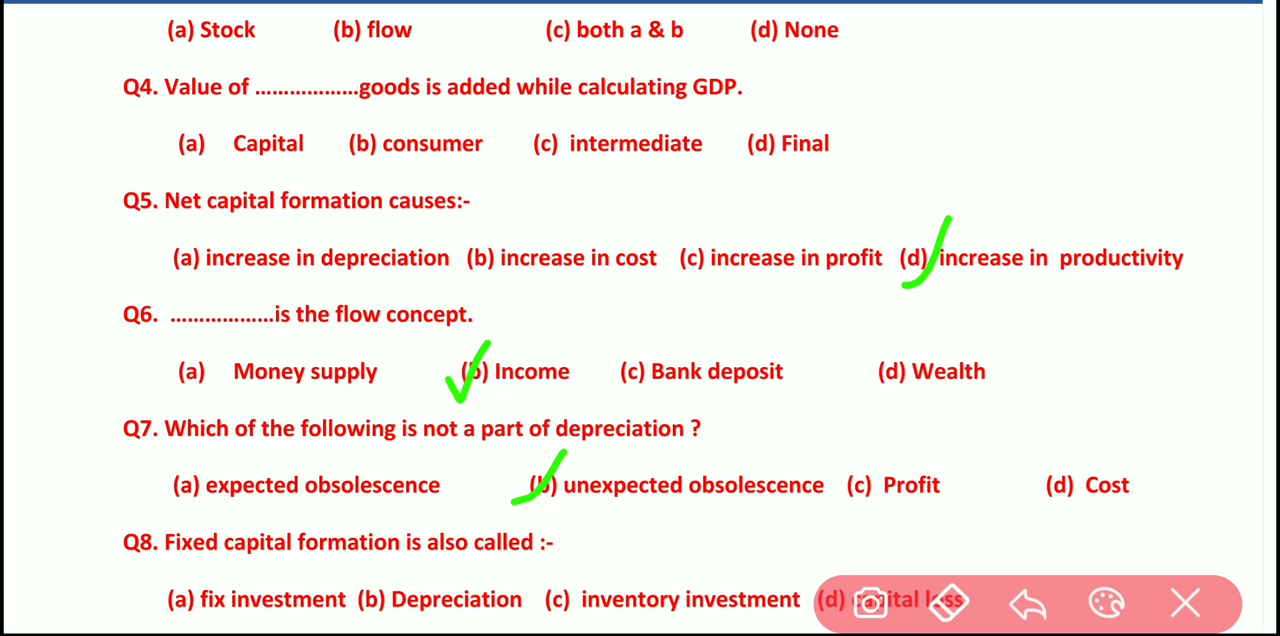 (a) Stock (b) flow (c) both a & b (d) None
Q4. Value of ..................goods is added while calculating GDP.
(a) Capital (b) consumer (c) intermediate (d) Final
Q5. Net capital formation causes:-
(a) increase in depreciation (b) increase in cost (c) increase in profit (d) increase in productivity
Q6. ..................is the flow concept.
(a) Money supply (b) Income (c) Bank deposit (d) Wealth
Q7. Which of the following is not a part of depreciation ?
(a) expected obsolescence (b) unexpected obsolescence (c) Profit (d) Cost
Q8. Fixed capital formation is also called :-
(a) fix investment (b) Depreciation (c) inventory investment (d) capital loss